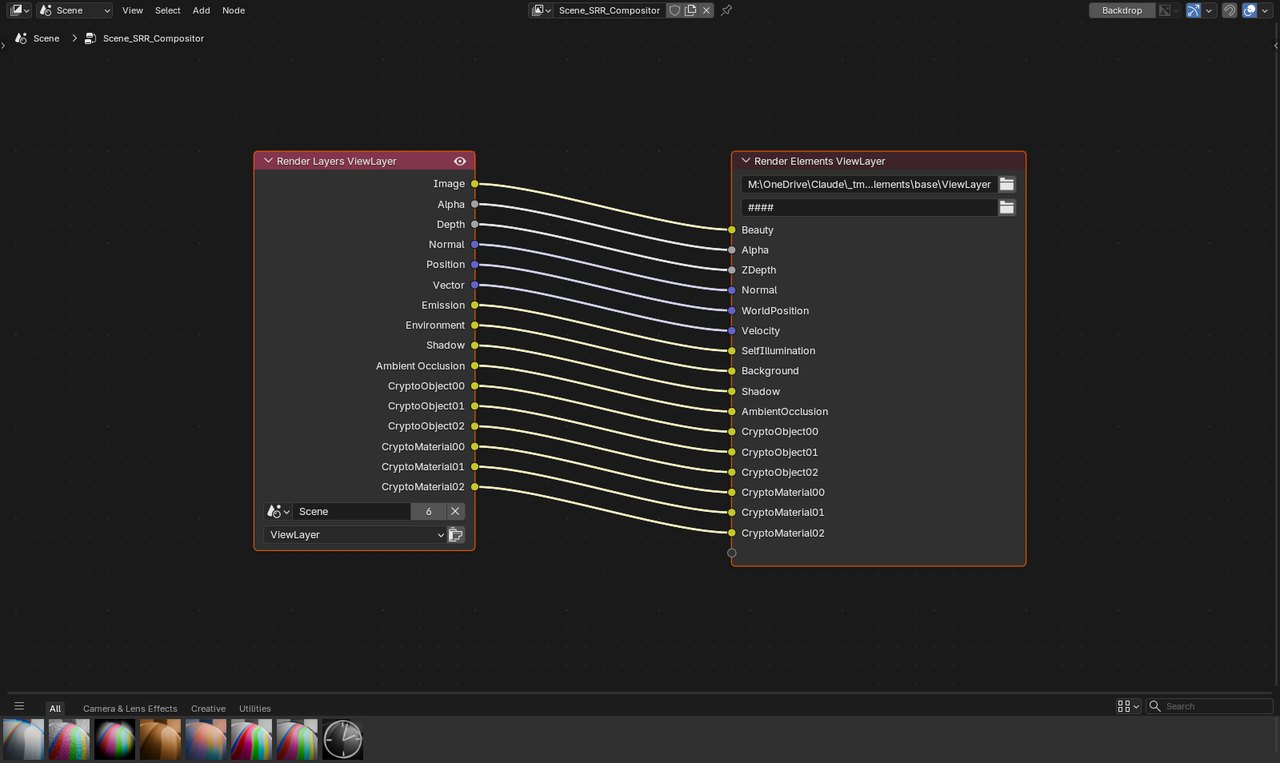 Scene View Select Add Node Scene_SRR_Compositor Backdrop
Scene Scene_SRR_Compositor
Render Layers ViewLayer
Image
Alpha
Depth
Normal
Position
Vector
Emission
Environment
Shadow
Ambient Occlusion
CryptoObject00
CryptoObject01
CryptoObject02
CryptoMaterial00
CryptoMaterial01
CryptoMaterial02
Scene 6
ViewLayer
Render Elements ViewLayer
M:\OneDrive\Claude\_tm...lements\base\ViewLayer
####
Beauty
Alpha
ZDepth
Normal
WorldPosition
Velocity
SelfIllumination
Background
Shadow
AmbientOcclusion
CryptoObject00
CryptoObject01
CryptoObject02
CryptoMaterial00
CryptoMaterial01
CryptoMaterial02
All Camera & Lens Effects Creative Utilities Search